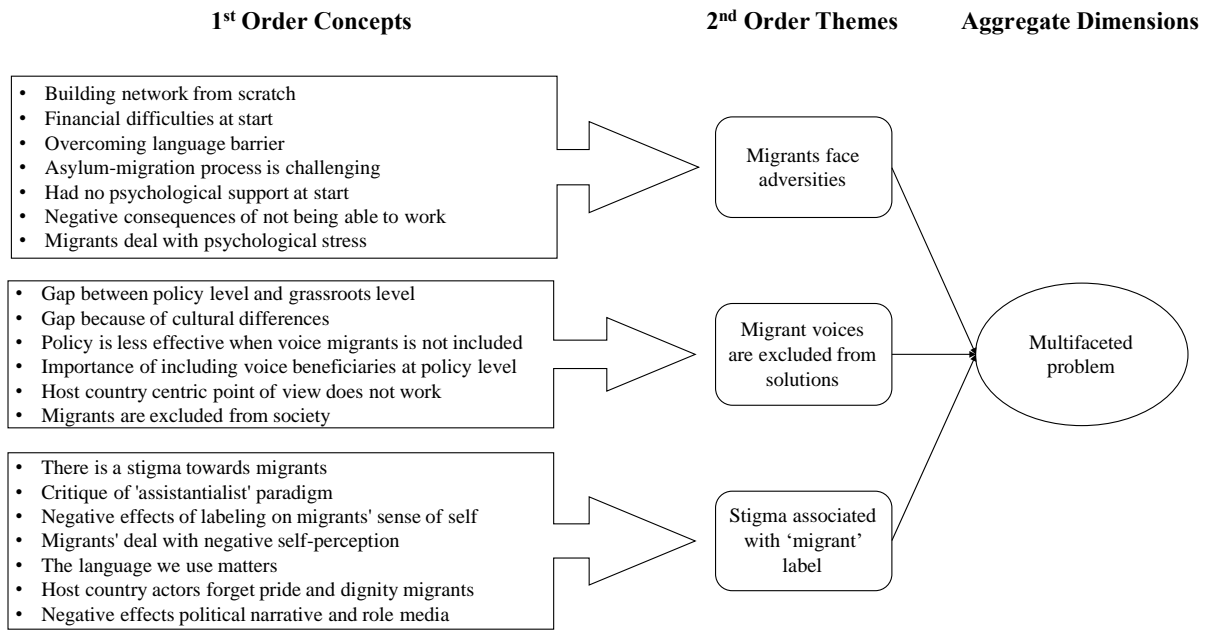 1st Order Concepts
2nd Order Themes
Aggregate Dimensions
• Building network from scratch
• Financial difficulties at start
• Overcoming language barrier
• Asylum-migration process is challenging
• Had no psychological support at start
• Negative consequences of not being able to work
• Migrants deal with psychological stress
Migrants face
adversities
• Gap between policy level and grassroots level
• Gap because of cultural differences
• Policy is less effective when voice migrants is not included
• Importance of including voice beneficiaries at policy level
• Host country centric point of view does not work
• Migrants are excluded from society
Migrant voices
are excluded from
solutions
Multifaceted
problem
• There is a stigma towards migrants
• Critique of 'assistantialist' paradigm
• Negative effects of labeling on migrants' sense of self
• Migrants' deal with negative self-perception
• The language we use matters
• Host country actors forget pride and dignity migrants
• Negative effects political narrative and role media
Stigma associated
with ‘migrant’
label